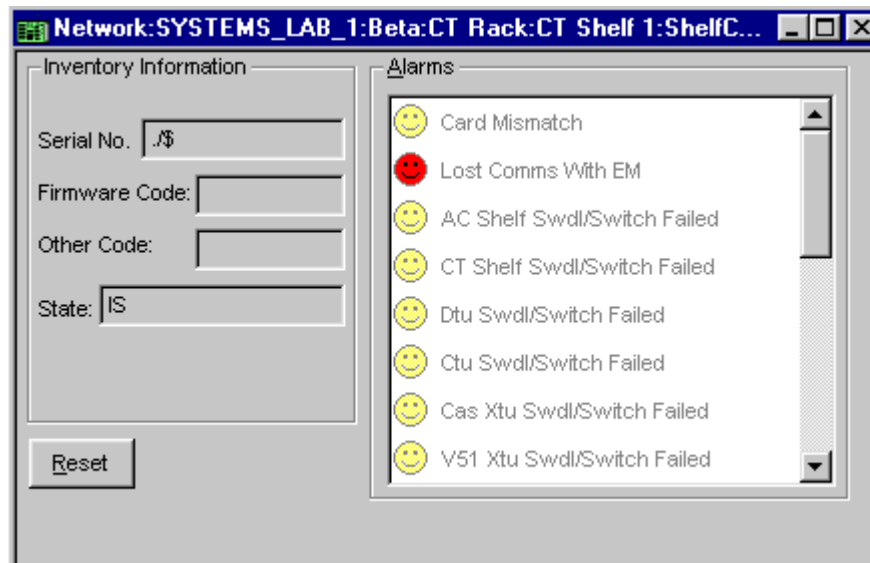 Network:SYSTEMS_LAB_1:Beta:CT Rack:CT Shelf 1:ShelfC...
Inventory Information
Serial No. ./$
Firmware Code:
Other Code:
State: IS
Reset
Alarms
Card Mismatch
Lost Comms With EM
AC Shelf Swdl/Switch Failed
CT Shelf Swdl/Switch Failed
Dtu Swdl/Switch Failed
Ctu Swdl/Switch Failed
Cas Xtu Swdl/Switch Failed
V51 Xtu Swdl/Switch Failed